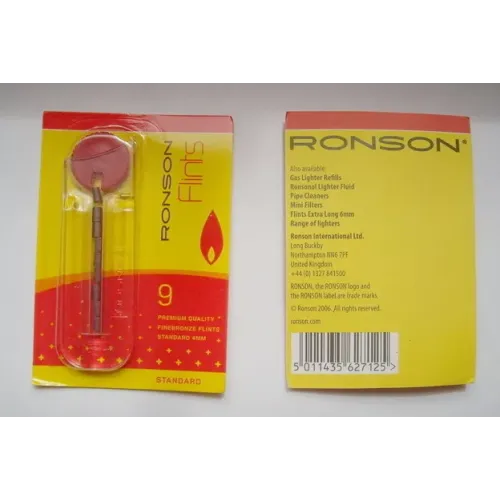 RONSON
Flints
9
PREMIUM QUALITY
FIREBRONZE FLINTS
STANDARD 4MM
STANDARD
RONSON®
Also available:
Gas Lighter Refills
Ronsonol Lighter Fluid
Pipe Cleaners
Mini Filters
Flints Extra Long 6mm
Range of lighters
Ronson International Ltd.
Long Buckby
Northampton NN6 7PF
United Kingdom
+44 (0) 1327 841500
RONSON, the RONSON logo and
the RONSON label are trade marks.
© Ronson 2006. All rights reserved.
ronson.com
5 011435 627125 >